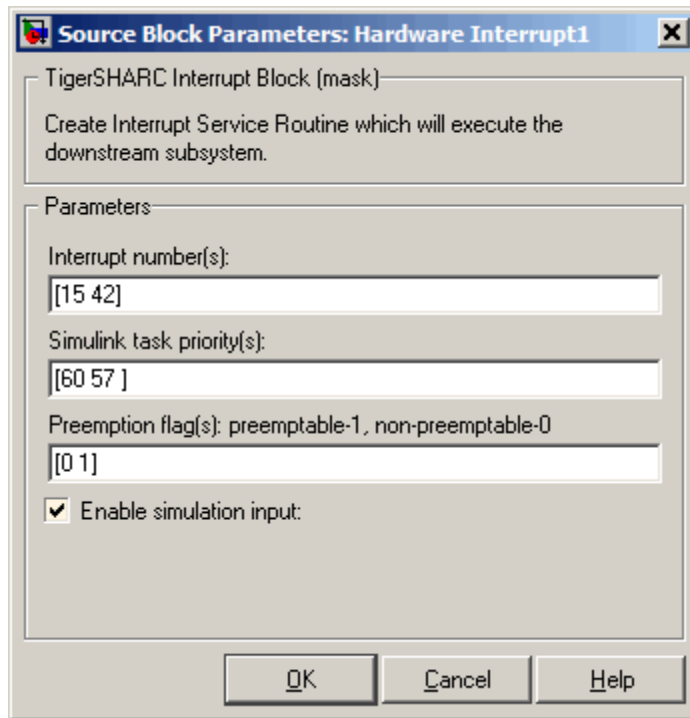 Source Block Parameters: Hardware Interrupt1
TigerSHARC Interrupt Block (mask)
Create Interrupt Service Routine which will execute the
downstream subsystem.
Parameters
Interrupt number(s):
[15 42]
Simulink task priority(s):
[60 57 ]
Preemption flag(s): preemptable-1, non-preemptable-0
[0 1]
Enable simulation input:
OK Cancel Help